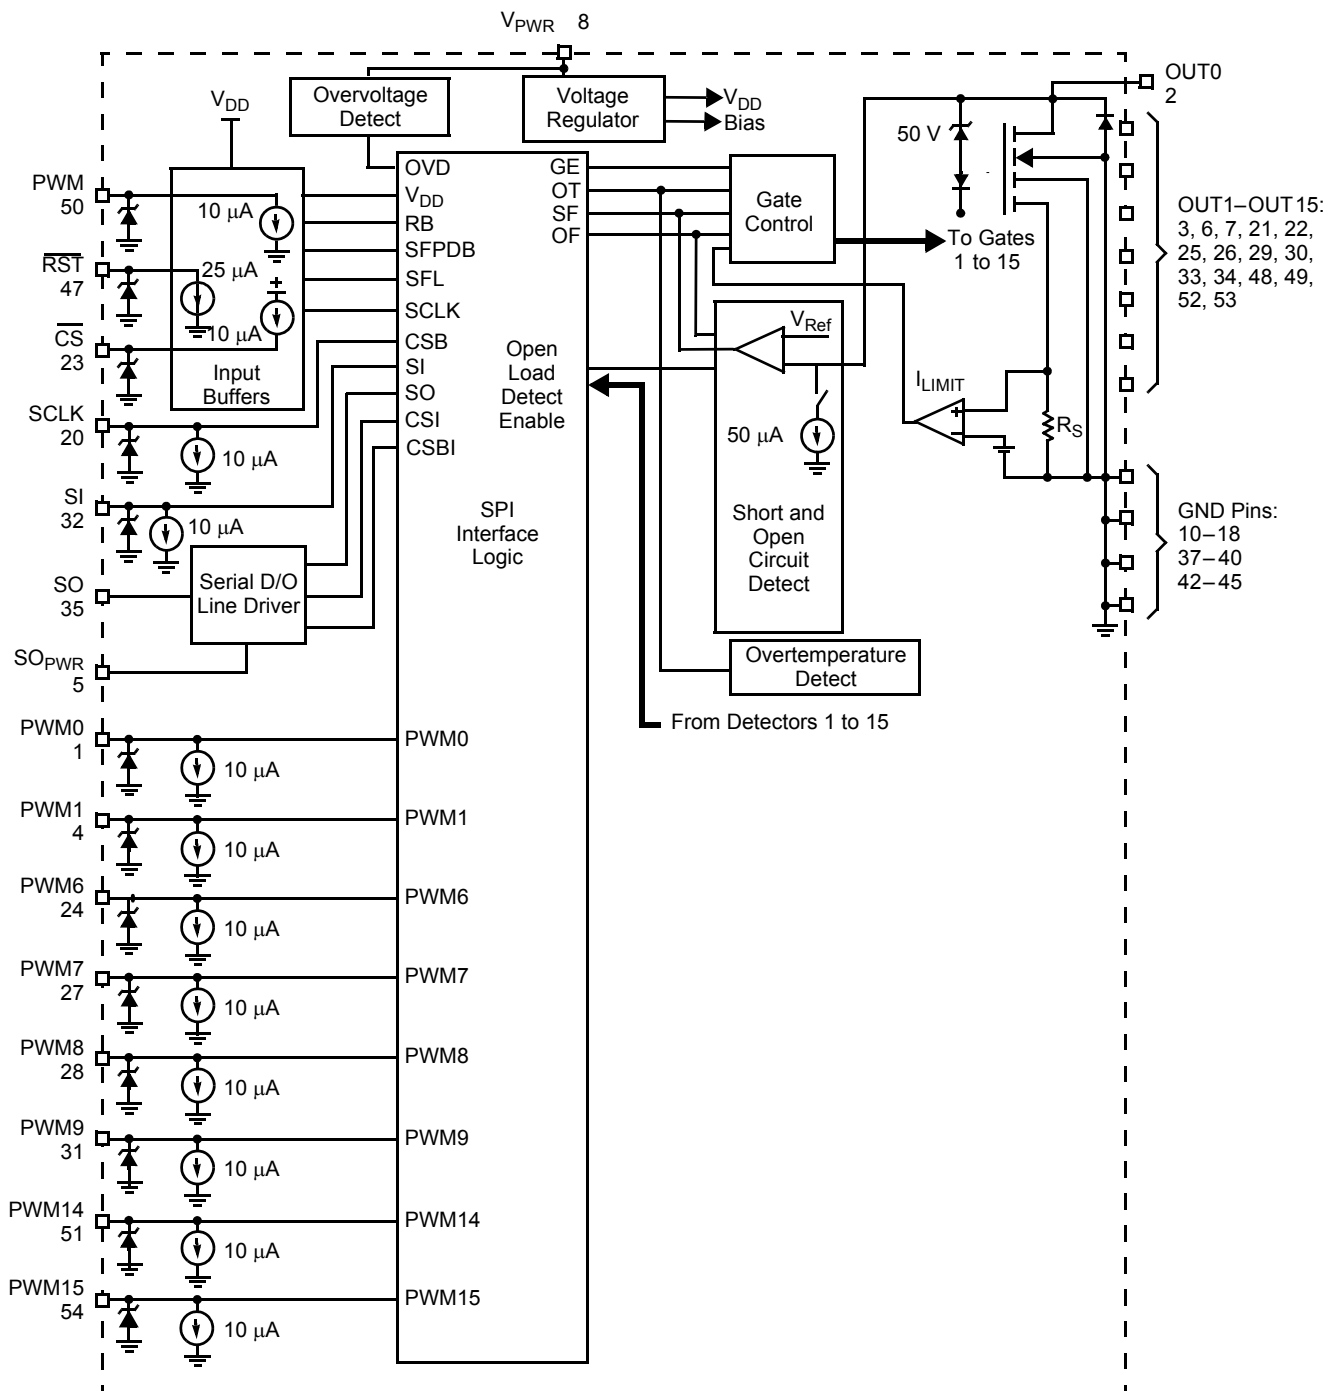 VPWR 8
OUT0
2
Overvoltage
Detect
Voltage
Regulator
VDD
Bias
VDD
50 V
OUT1–OUT15:
3, 6, 7, 21, 22,
25, 26, 29, 30,
33, 34, 48, 49,
52, 53
PWM
50
RST
47
CS
23
SCLK
20
SI
32
SO
35
SOPWR
5
10 µA
25 µA
10 µA
Input
Buffers
10 µA
10 µA
Serial D/O
Line Driver
OVD
VDD
RB
SFPDB
SFL
SCLK
CSB
SI
SO
CSI
CSBI
GE
OT
SF
OF
Open
Load
Detect
Enable
SPI
Interface
Logic
Gate
Control
To Gates
1 to 15
VRef
50 µA
Short and
Open
Circuit
Detect
ILIMIT
+
–
RS
GND Pins:
10–18
37–40
42–45
Overtemperature
Detect
From Detectors 1 to 15
PWM0
1
10 µA
PWM0
PWM1
4
10 µA
PWM1
PWM6
24
10 µA
PWM6
PWM7
27
10 µA
PWM7
PWM8
28
10 µA
PWM8
PWM9
31
10 µA
PWM9
PWM14
51
10 µA
PWM14
PWM15
54
10 µA
PWM15